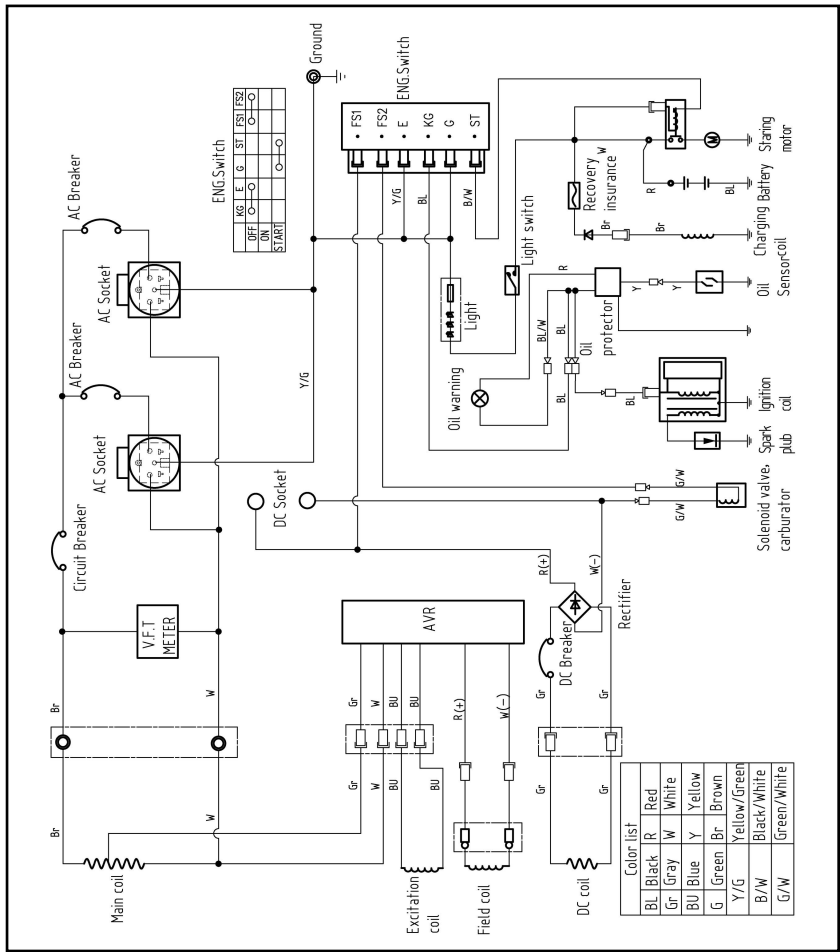 Ground
AC Breaker
ENG.Switch
KG E G ST FS1 FS2
OFF
ON
START
ENG.Switch
FS1
FS2
E
KG
G
ST
AC Socket
AC Breaker
AC Socket
Circuit Breaker
V.F.T
METER
Y/G
Y/G
BL
B/W
DC Socket
Light
Light switch
Recovery
insurance
W
R
BL
Br
Br
Staring
motor
M
Battery
Charging
coil
Oil
Sensor
Y
Y
R
Oil
protector
BL/W
BL
BL
Oil warning
BL
Ignition
coil
Spark
plub
G/W
G/W
Solenoid valve,
carburator
R(+)
W(-)
Rectifier
DC Breaker
AVR
Br
W
Gr
W
BU
BU
R(+)
W(-)
Gr
Gr
Br
W
Gr
W
BU
BU
Gr
Gr
Main coil
Excitation
coil
Field coil
DC coil
Color list
BL Black R Red
Gr Gray W White
BU Blue Y Yellow
G Green Br Brown
Y/G Yellow/Green
B/W Black/White
G/W Green/White